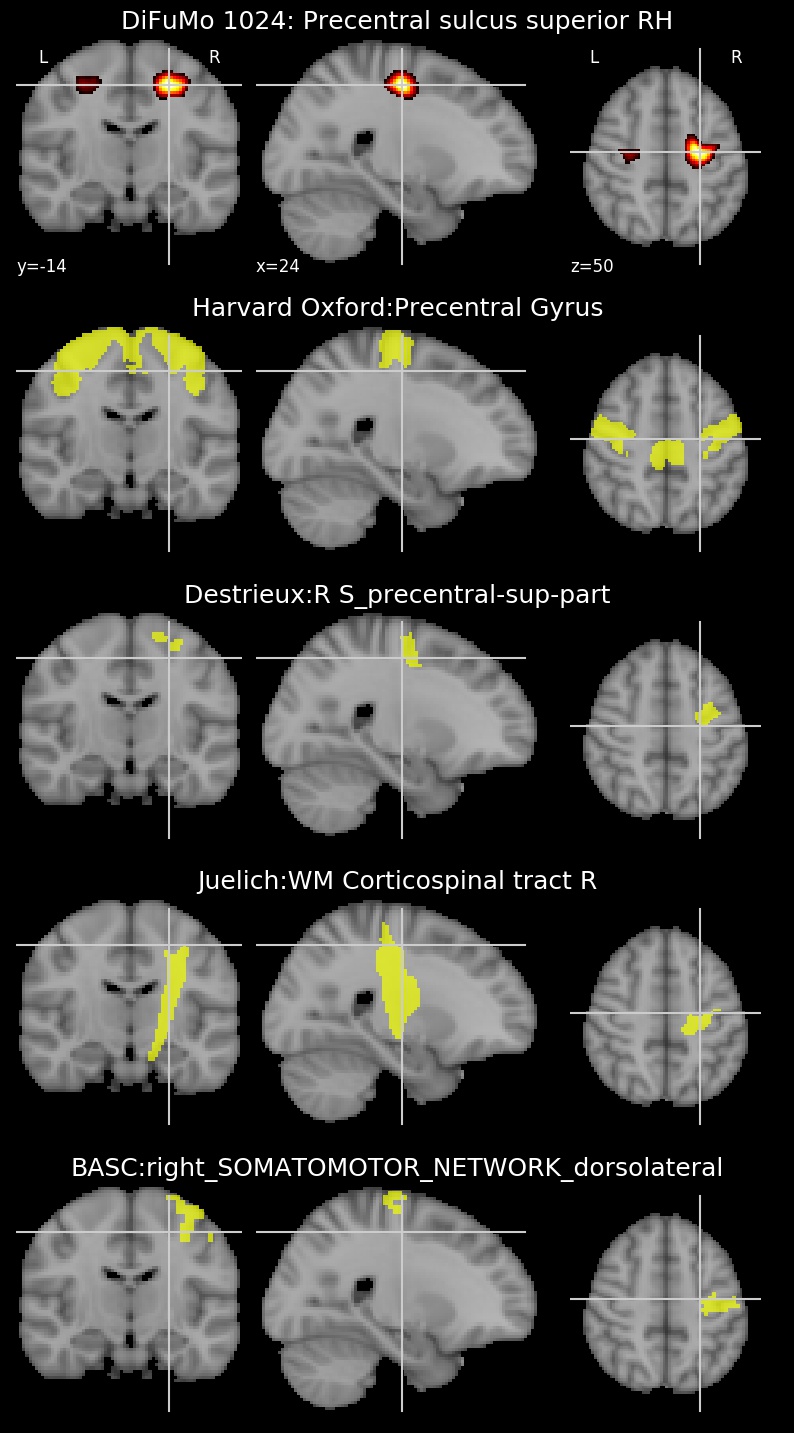 DiFuMo 1024: Precentral sulcus superior RH
L R L R
y=-14 x=24 z=50
Harvard Oxford:Precentral Gyrus
Destrieux:R S_precentral-sup-part
Juelich:WM Corticospinal tract R
BASC:right_SOMATOMOTOR_NETWORK_dorsolateral